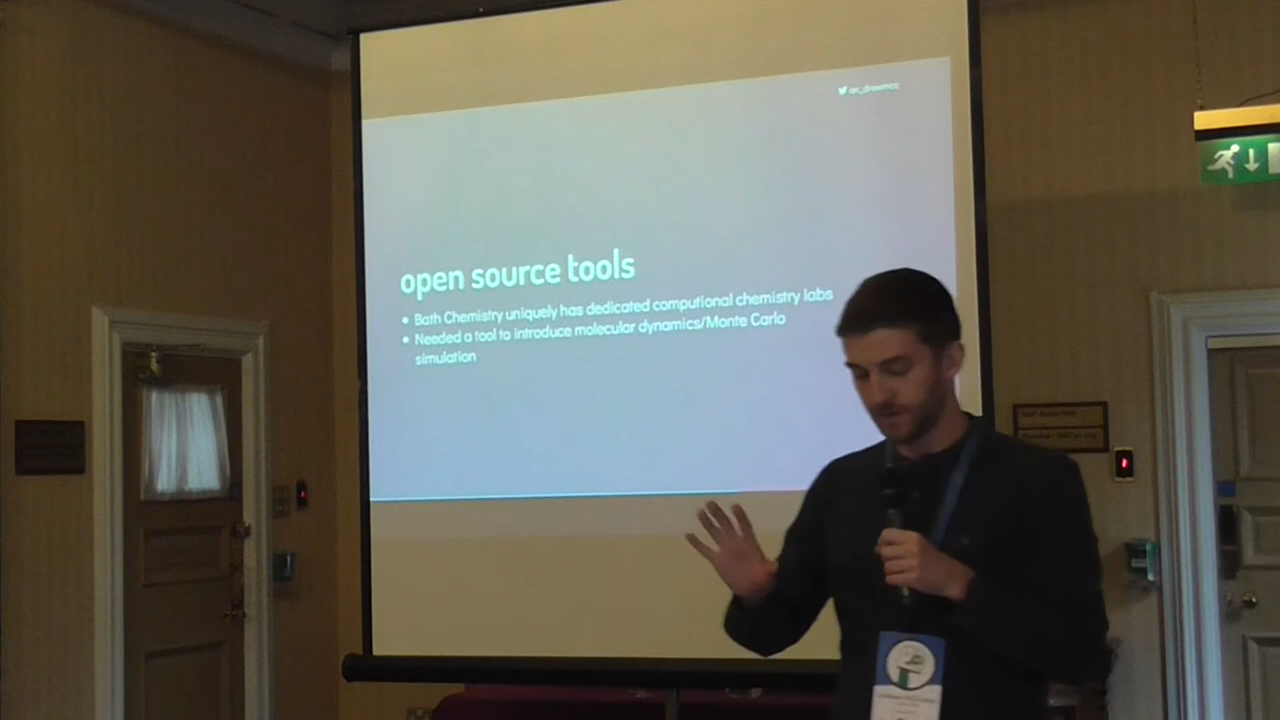 an_drewmcc
open source tools
• Bath Chemistry uniquely has dedicated computional chemistry labs
• Needed a tool to introduce molecular dynamics/Monte Carlo
simulation